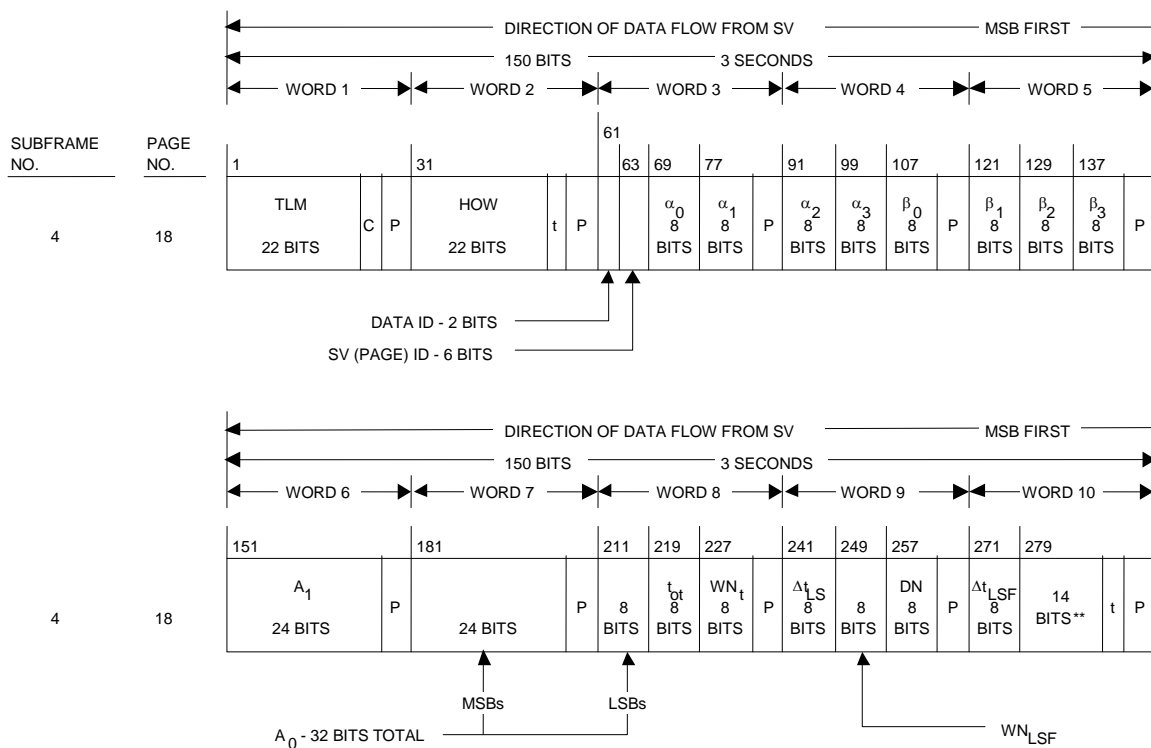 DIRECTION OF DATA FLOW FROM SV MSB FIRST
150 BITS 3 SECONDS
WORD 1 WORD 2 WORD 3 WORD 4 WORD 5
SUBFRAME NO. PAGE NO.
1 31 61 63 69 77 91 99 107 121 129 137
4 18
TLM 22 BITS C P
HOW 22 BITS t P
α0 8 BITS α1 8 BITS P
α2 8 BITS α3 8 BITS β0 8 BITS P
β1 8 BITS β2 8 BITS β3 8 BITS P
DATA ID - 2 BITS
SV (PAGE) ID - 6 BITS
DIRECTION OF DATA FLOW FROM SV MSB FIRST
150 BITS 3 SECONDS
WORD 6 WORD 7 WORD 8 WORD 9 WORD 10
151 181 211 219 227 241 249 257 271 279
4 18
A1 24 BITS P
24 BITS P
8 BITS tot 8 BITS WNt 8 BITS P
ΔtLS 8 BITS 8 BITS DN 8 BITS P
ΔtLSF 8 BITS 14 BITS** t P
MSBs LSBs
A0 - 32 BITS TOTAL
WNLSF